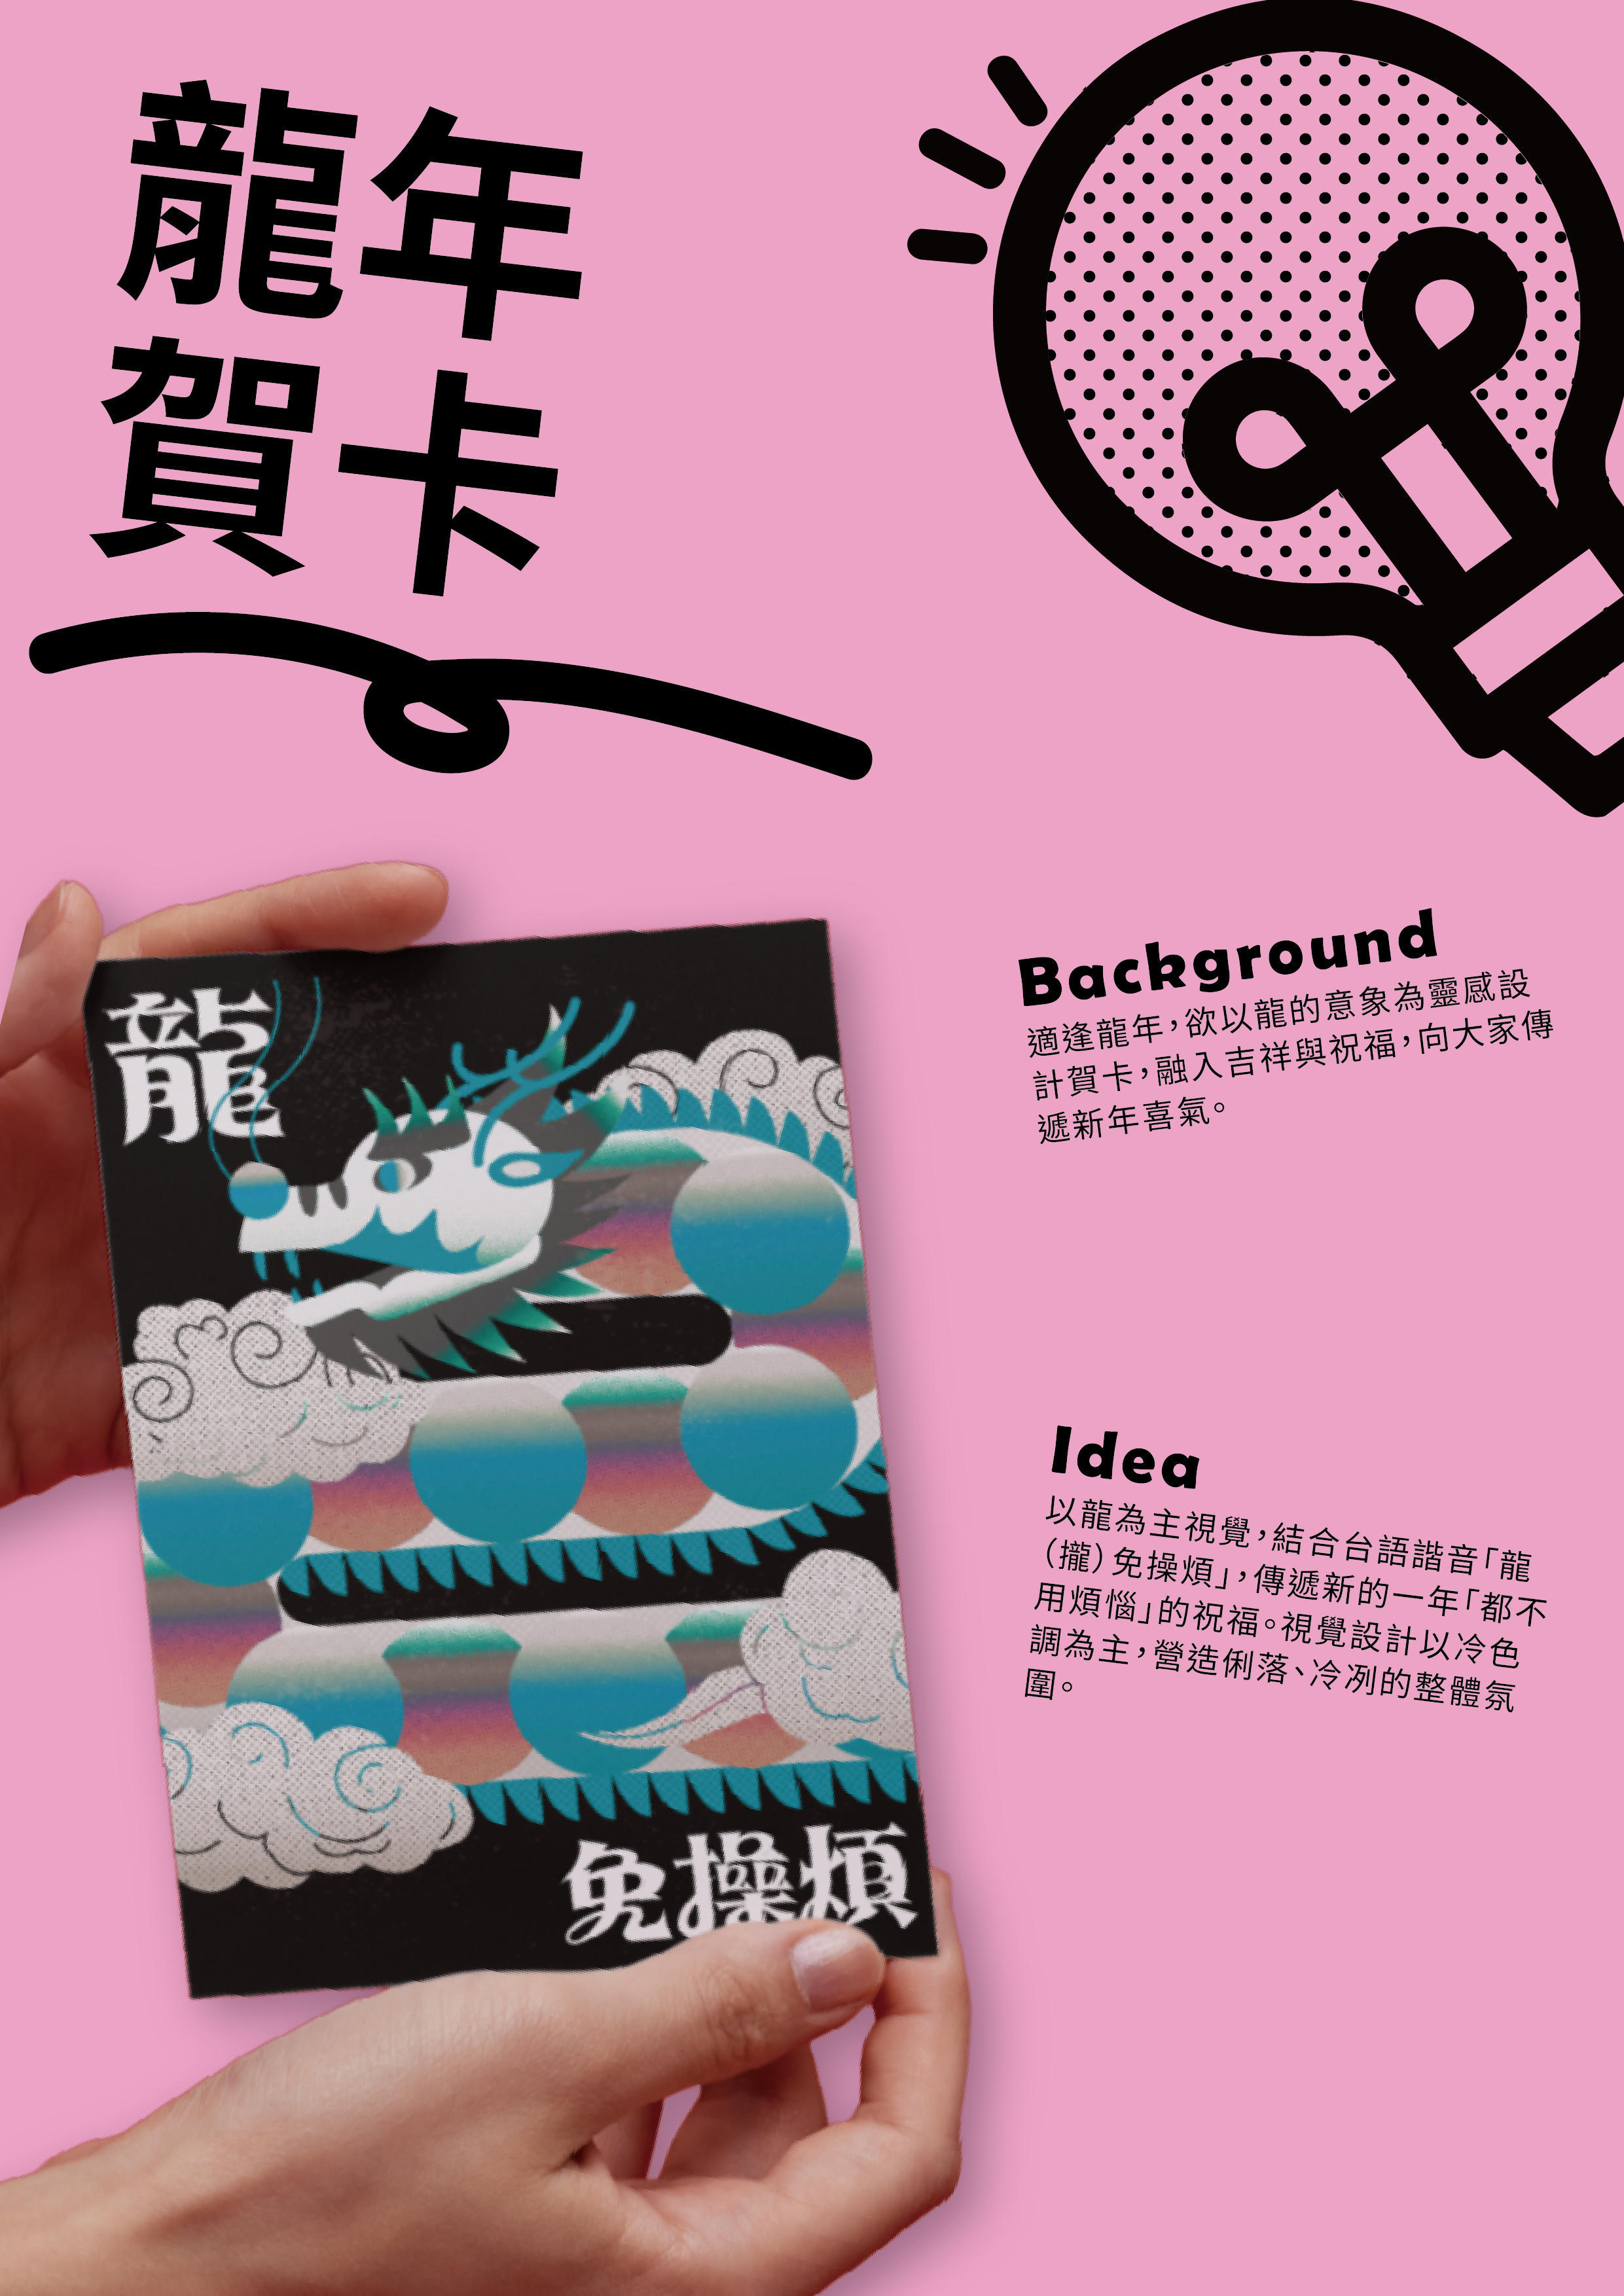 龍年
賀卡
龍
免操煩
Background
適逢龍年，欲以龍的意象為靈感設
計賀卡，融入吉祥與祝福，向大家傳
遞新年喜氣。
Idea
以龍為主視覺，結合台語諧音「龍
（攏）免操煩」，傳遞新的一年「都不
用煩惱」的祝福。視覺設計以冷色
調為主，營造俐落、冷冽的整體氛
圍。